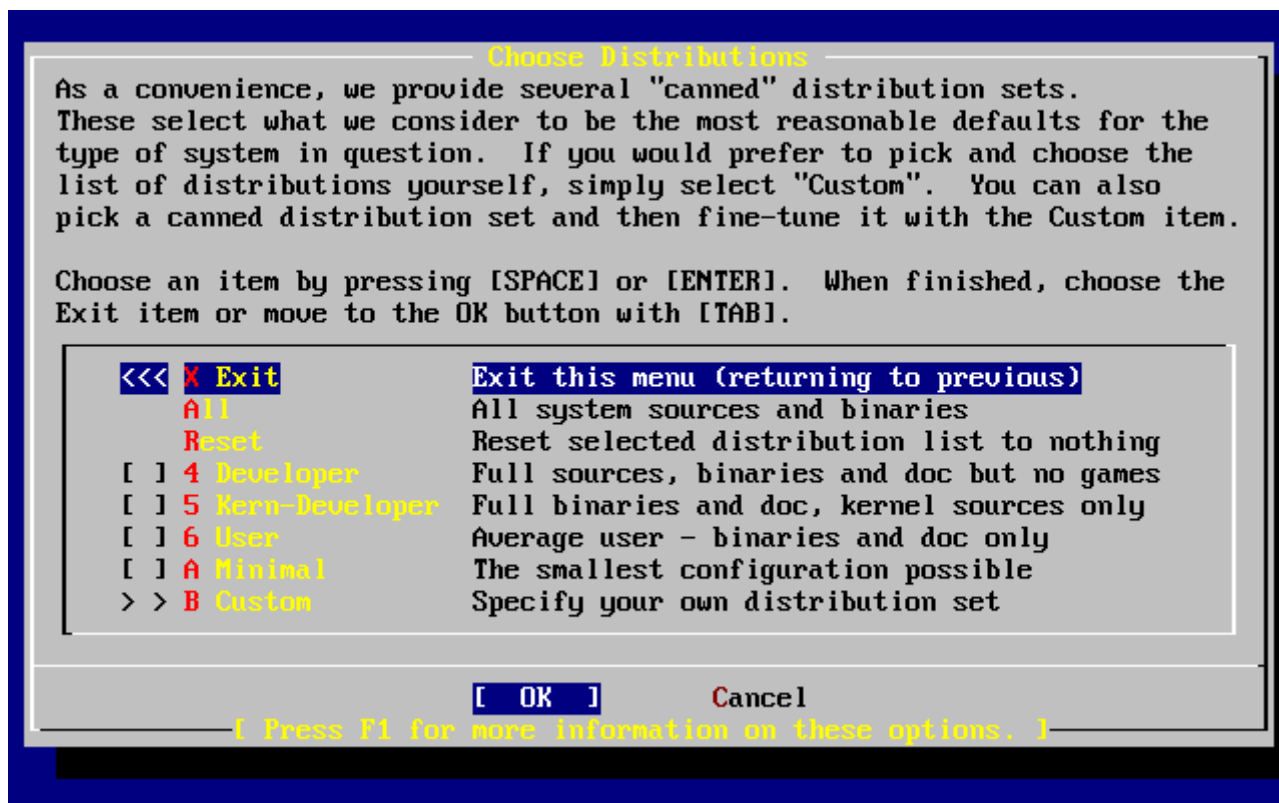 Choose Distributions
As a convenience, we provide several "canned" distribution sets.
These select what we consider to be the most reasonable defaults for the
type of system in question.  If you would prefer to pick and choose the
list of distributions yourself, simply select "Custom".  You can also
pick a canned distribution set and then fine-tune it with the Custom item.
Choose an item by pressing [SPACE] or [ENTER].  When finished, choose the
Exit item or move to the OK button with [TAB].
<<< X Exit Exit this menu (returning to previous)
All All system sources and binaries
Reset Reset selected distribution list to nothing
[ ] 4 Developer Full sources, binaries and doc but no games
[ ] 5 Kern-Developer Full binaries and doc, kernel sources only
[ ] 6 User Average user - binaries and doc only
[ ] A Minimal The smallest configuration possible
> > B Custom Specify your own distribution set
[ OK ] Cancel
[ Press F1 for more information on these options. ]